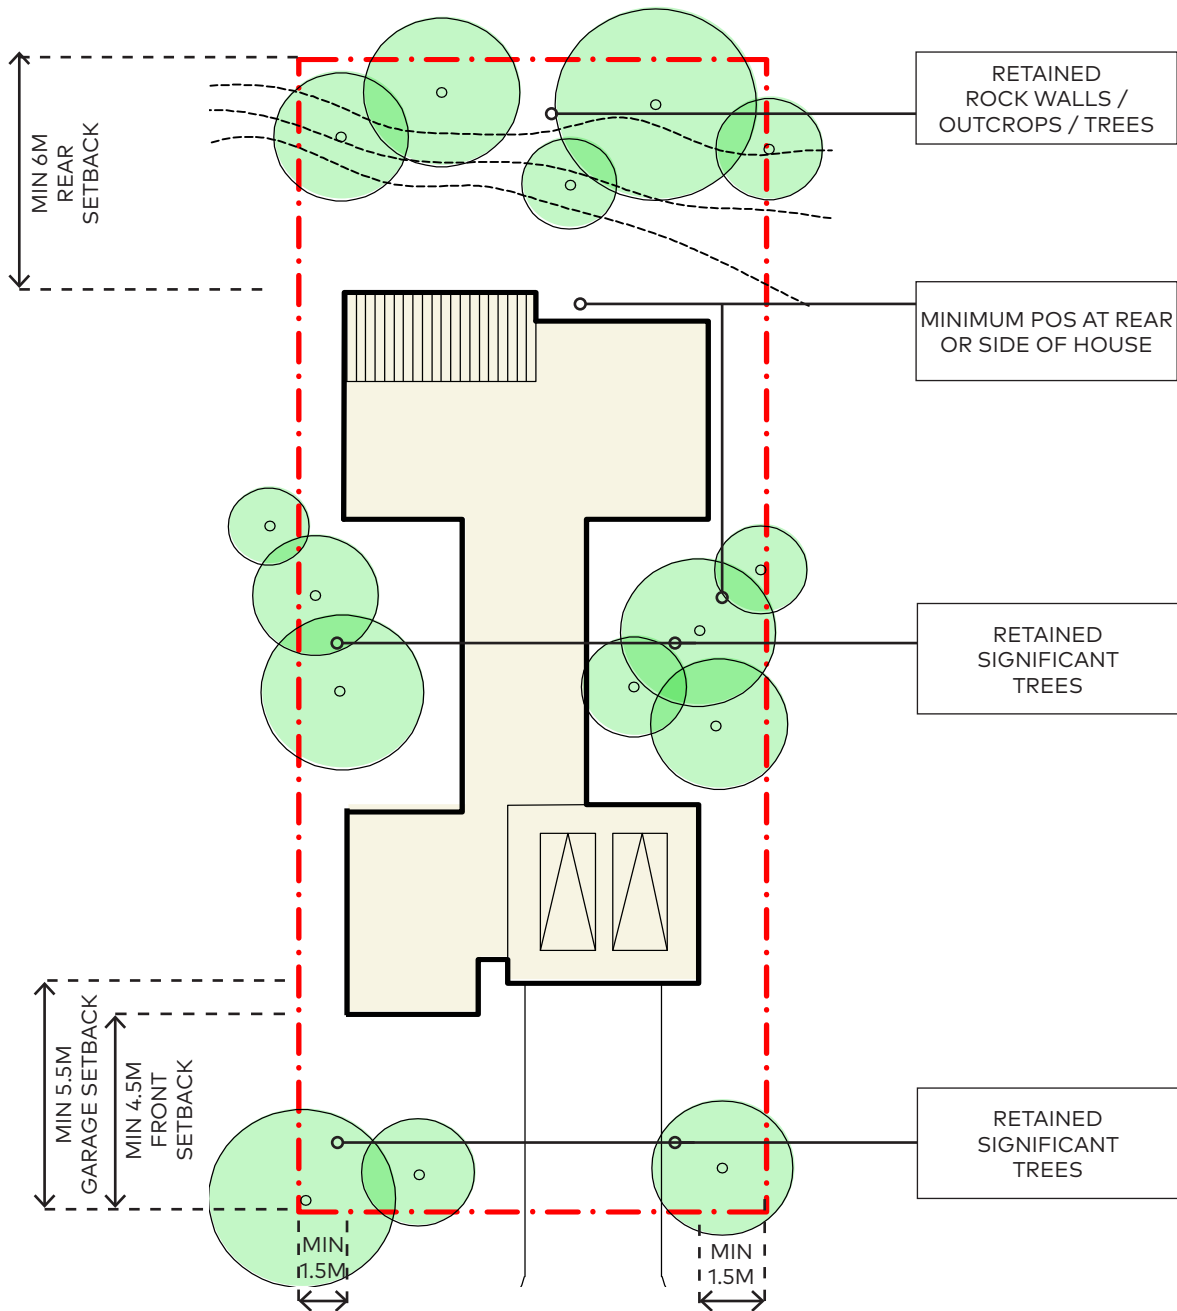 MIN 6M
REAR
SETBACK
RETAINED
ROCK WALLS /
OUTCROPS / TREES
MINIMUM POS AT REAR
OR SIDE OF HOUSE
RETAINED
SIGNIFICANT
TREES
MIN 5.5M
GARAGE SETBACK
MIN 4.5M
FRONT
SETBACK
RETAINED
SIGNIFICANT
TREES
MIN
1.5M
MIN
1.5M